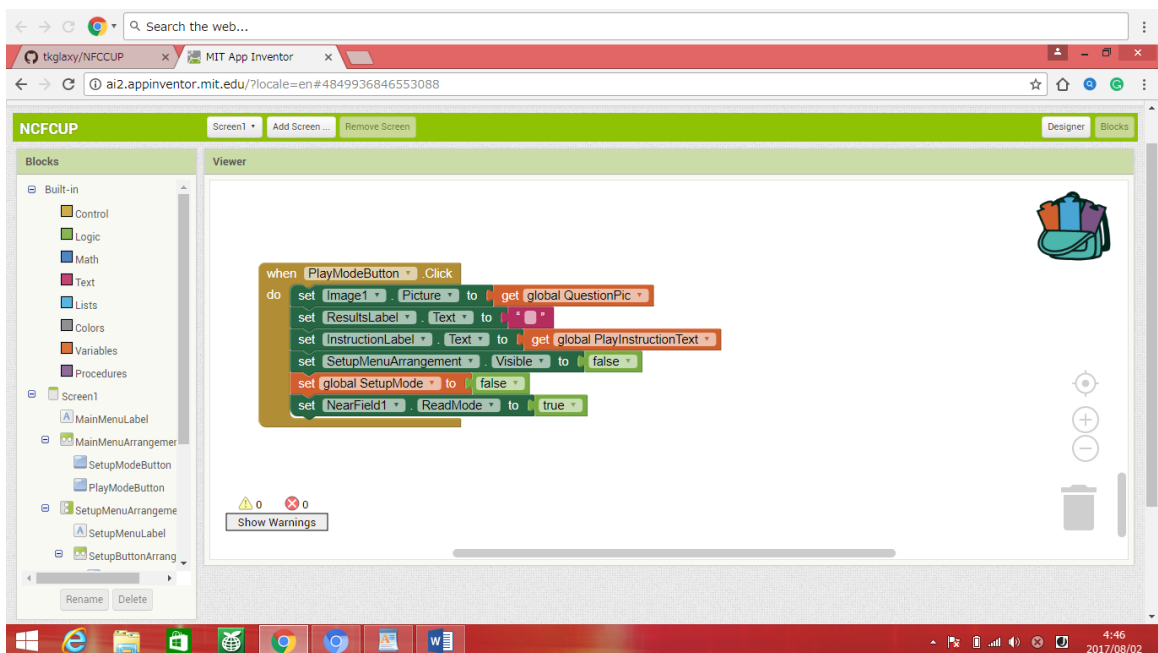 Search the web...
tkglaxy/NFCCUP × MIT App Inventor ×
ai2.appinventor.mit.edu/?locale=en#4849936846553088
NCFCUP Screen1 Add Screen ... Remove Screen Designer Blocks
Blocks Viewer
Built-in
Control
Logic
Math
Text
Lists
Colors
Variables
Procedures
Screen1
MainMenuLabel
MainMenuArrangemer
SetupModeButton
PlayModeButton
SetupMenuArrangeme
SetupMenuLabel
SetupButtonArrang
Rename Delete
when PlayModeButton .Click
do set Image1 . Picture to get global QuestionPic
set ResultsLabel . Text to " "
set InstructionLabel . Text to get global PlayInstructionText
set SetupMenuArrangement . Visible to false
set global SetupMode to false
set NearField1 . ReadMode to true
0 0
Show Warnings
4:46
2017/08/02